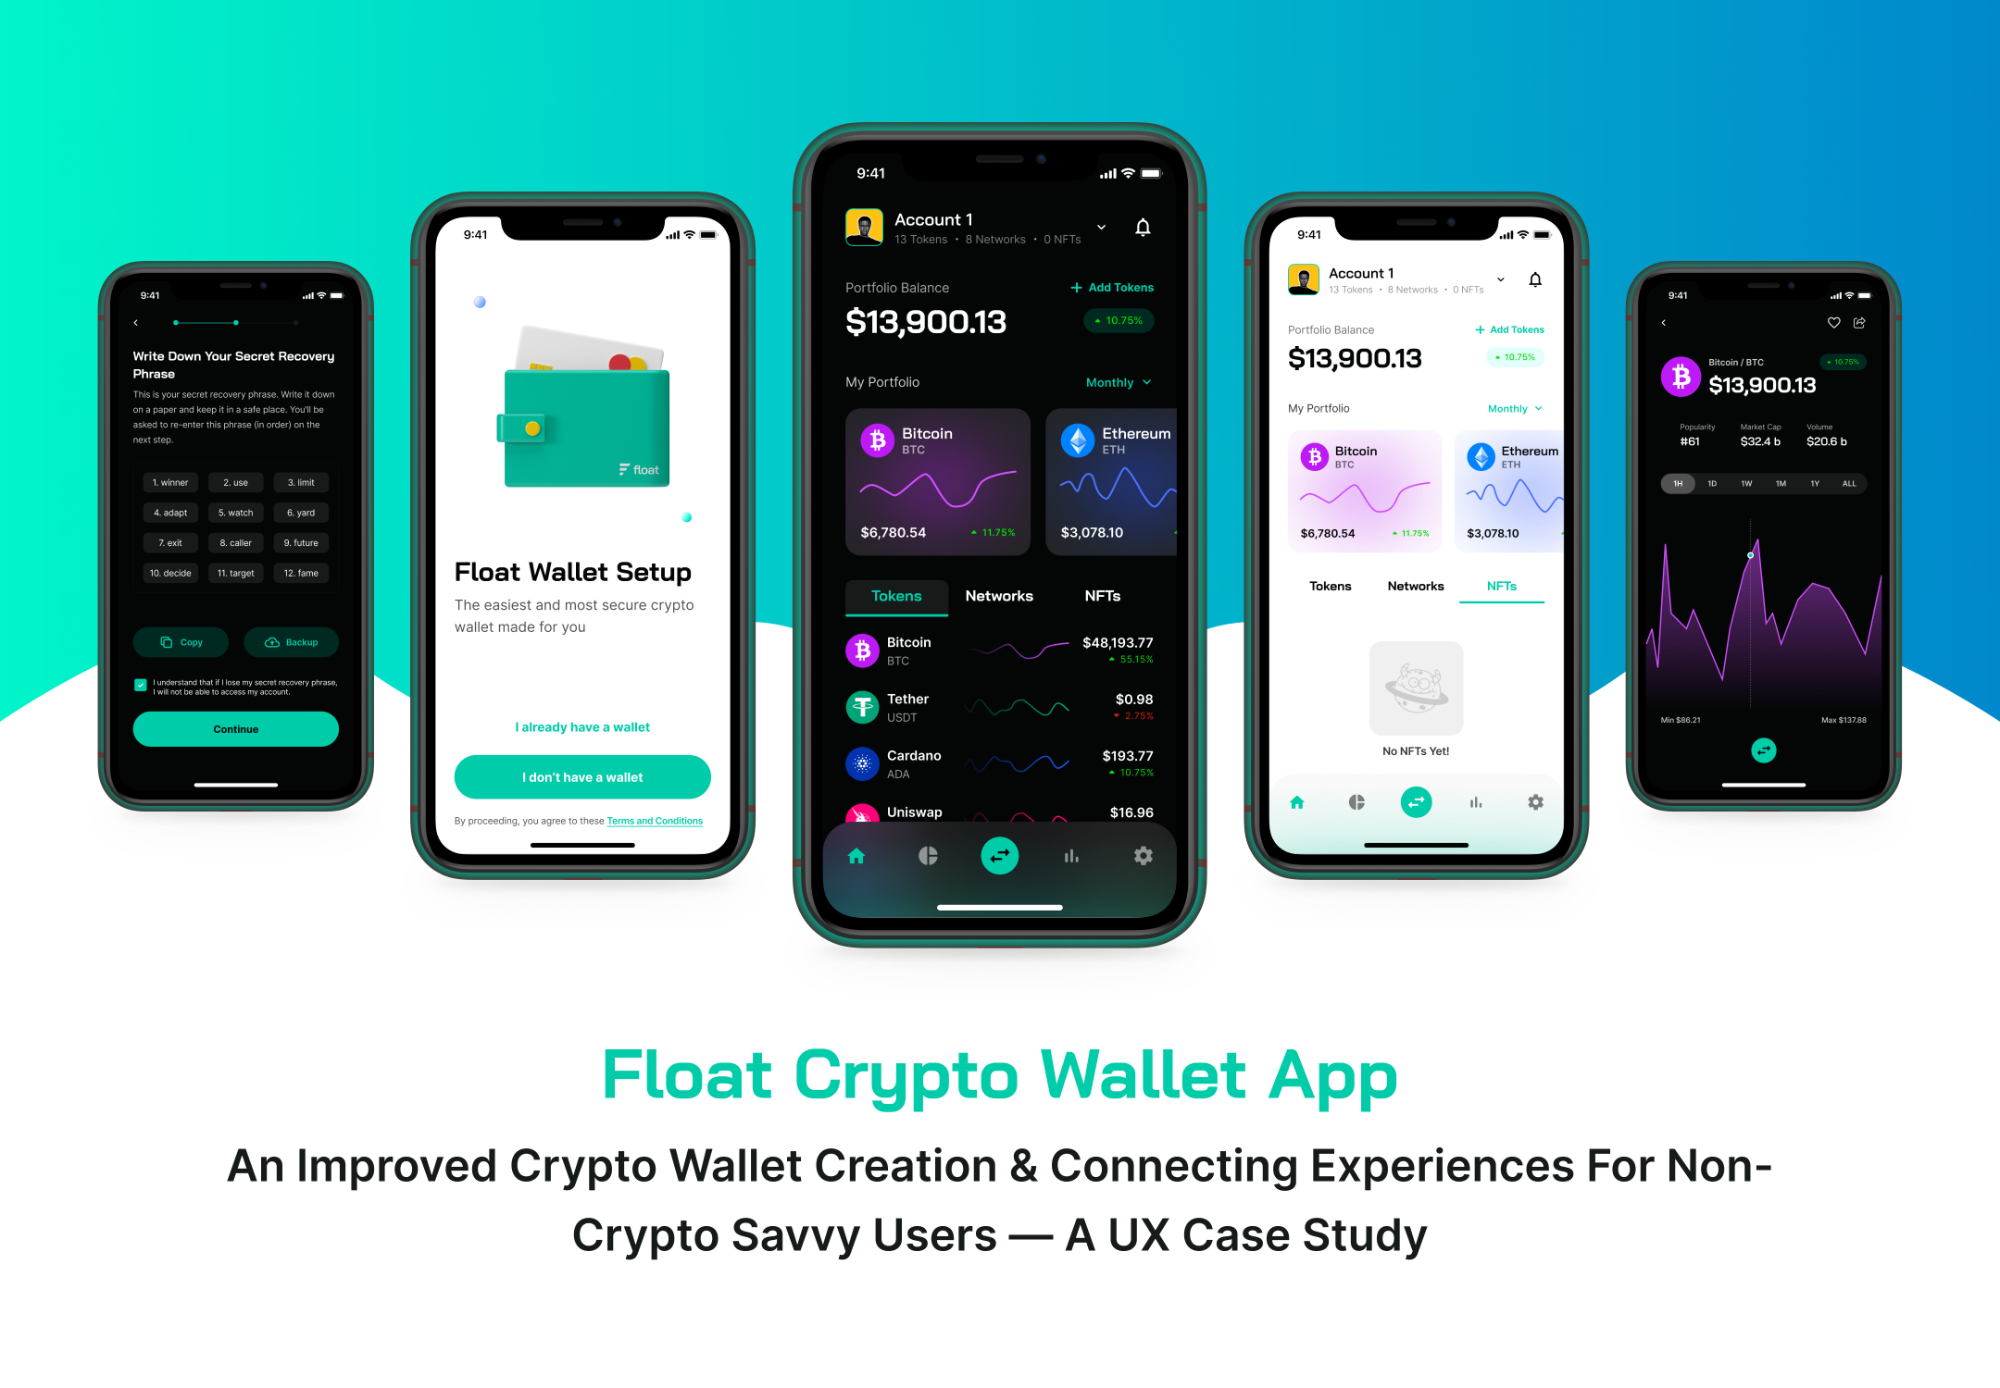 9:41
Write Down Your Secret Recovery
Phrase
This is your secret recovery phrase. Write it down
on a paper and keep it in a safe place. You'll be
asked to re-enter this phrase (in order) on the
next step.
1. winner
2. use
3. limit
4. adapt
5. watch
6. yard
7. exit
8. caller
9. future
10. decide
11. target
12. fame
Copy
Backup
I understand that if I lose my secret recovery phrase,
I will not be able to access my account.
Continue
9:41
float
Float Wallet Setup
The easiest and most secure crypto
wallet made for you
I already have a wallet
I don't have a wallet
By proceeding, you agree to these Terms and Conditions
9:41
Account 1
13 Tokens • 8 Networks • 0 NFTs
Portfolio Balance
+ Add Tokens
$13,900.13
10.75%
My Portfolio
Monthly
Bitcoin
BTC
$6,780.54
11.75%
Ethereum
ETH
$3,078.10
Tokens
Networks
NFTs
Bitcoin
BTC
$48,193.77
55.15%
Tether
USDT
$0.98
2.75%
Cardano
ADA
$193.77
10.75%
Uniswap
$16.96
9:41
Account 1
13 Tokens • 8 Networks • 0 NFTs
Portfolio Balance
+ Add Tokens
$13,900.13
10.75%
My Portfolio
Monthly
Bitcoin
BTC
$6,780.54
11.75%
Ethereum
ETH
$3,078.10
Tokens
Networks
NFTs
No NFTs Yet!
9:41
Bitcoin / BTC
10.75%
$13,900.13
Popularity
#61
Market Cap
$32.4 b
Volume
$20.6 b
1H
1D
1W
1M
1Y
ALL
Min $86.21
Max $137.88
Float Crypto Wallet App
An Improved Crypto Wallet Creation & Connecting Experiences For Non-
Crypto Savvy Users — A UX Case Study